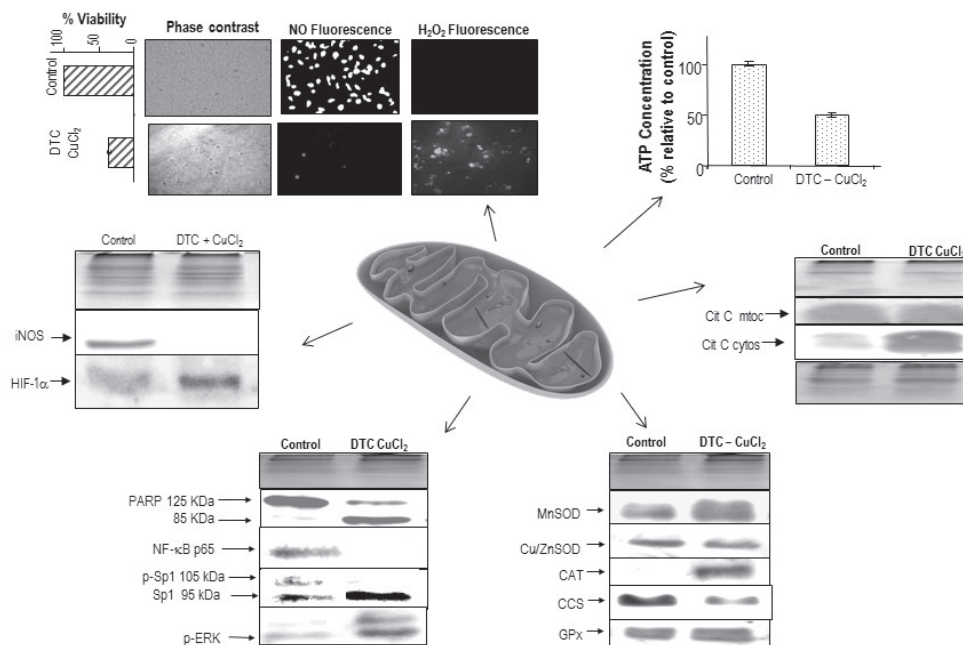 % Viability
100
50
0
Control
DTC
CuCl₂
Phase contrast
NO Fluorescence
H₂O₂ Fluorescence
ATP Concentration
(% relative to control)
100
50
0
Control
DTC – CuCl₂
Control
DTC + CuCl₂
iNOS
HIF-1α
Control
DTC CuCl₂
Cit C mtoc
Cit C cytos
Control
DTC CuCl₂
PARP 125 KDa
85 KDa
NF-κB p65
p-Sp1 105 kDa
Sp1 95 kDa
p-ERK
Control
DTC – CuCl₂
MnSOD
Cu/ZnSOD
CAT
CCS
GPx